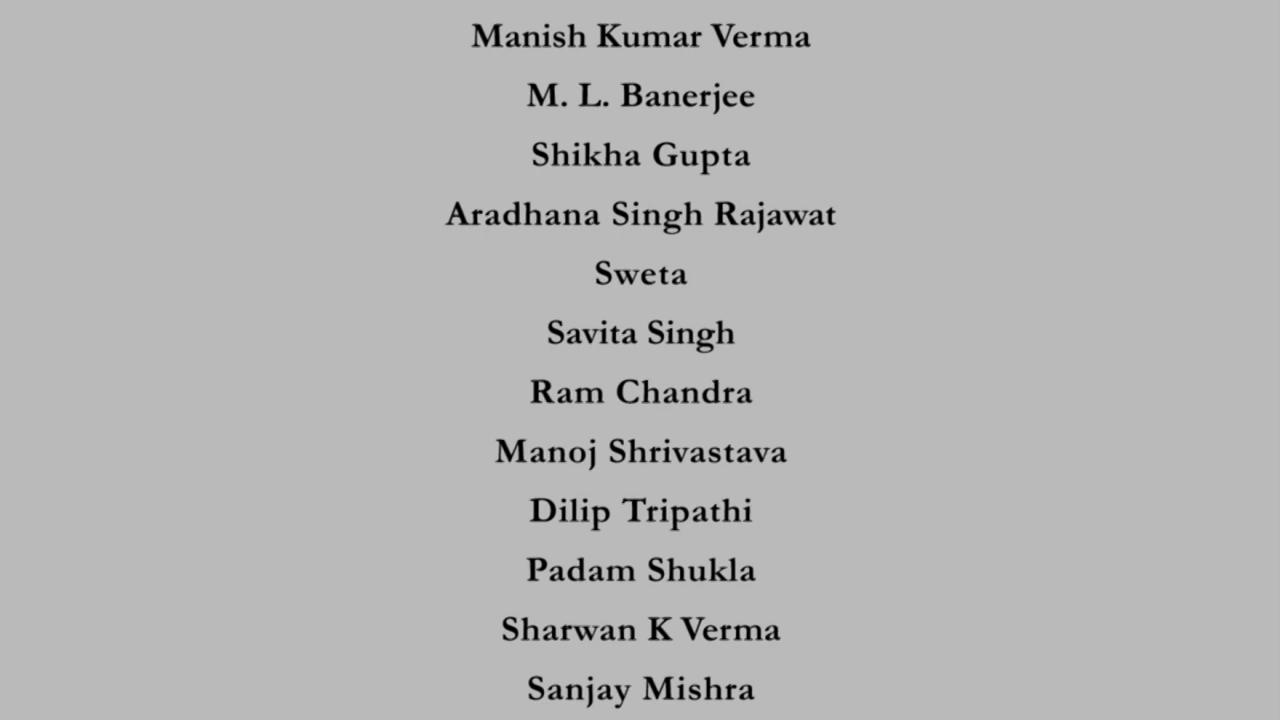 Manish Kumar Verma
M. L. Banerjee
Shikha Gupta
Aradhana Singh Rajawat
Sweta
Savita Singh
Ram Chandra
Manoj Shrivastava
Dilip Tripathi
Padam Shukla
Sharwan K Verma
Sanjay Mishra